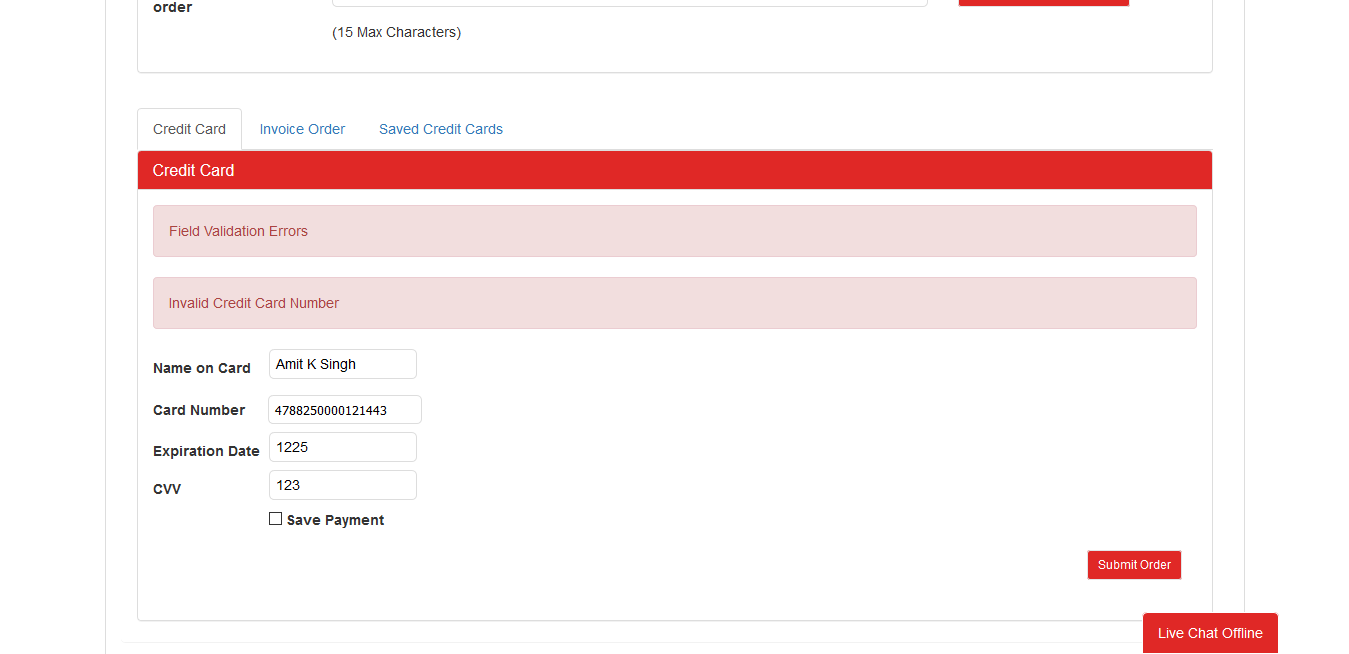 order
(15 Max Characters)
Credit Card Invoice Order Saved Credit Cards
Credit Card
Field Validation Errors
Invalid Credit Card Number
Name on Card Amit K Singh
Card Number 4788250000121443
Expiration Date 1225
CVV 123
Save Payment
Submit Order
Live Chat Offline